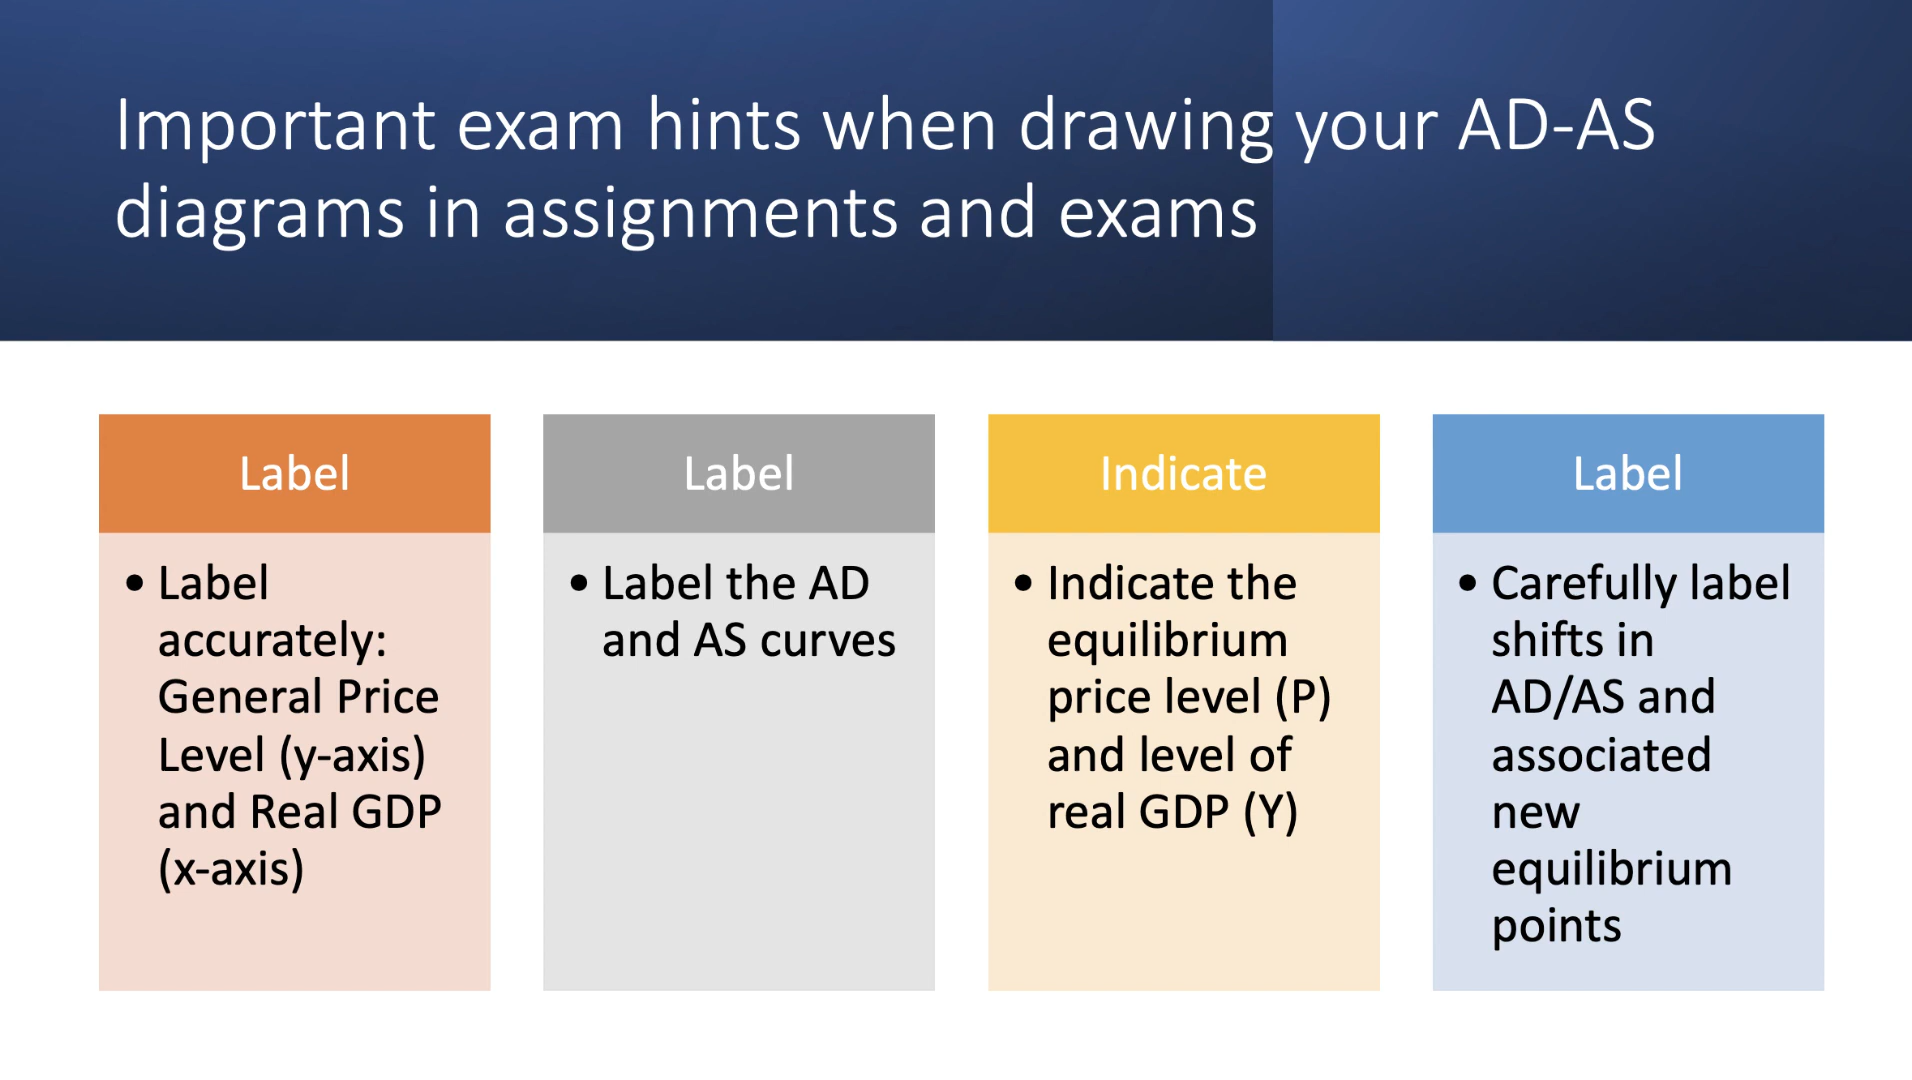 Important exam hints when drawing your AD-AS
diagrams in assignments and exams
Label
• Label
accurately:
General Price
Level (y-axis)
and Real GDP
(x-axis)
Label
• Label the AD
and AS curves
Indicate
• Indicate the
equilibrium
price level (P)
and level of
real GDP (Y)
Label
• Carefully label
shifts in
AD/AS and
associated
new
equilibrium
points